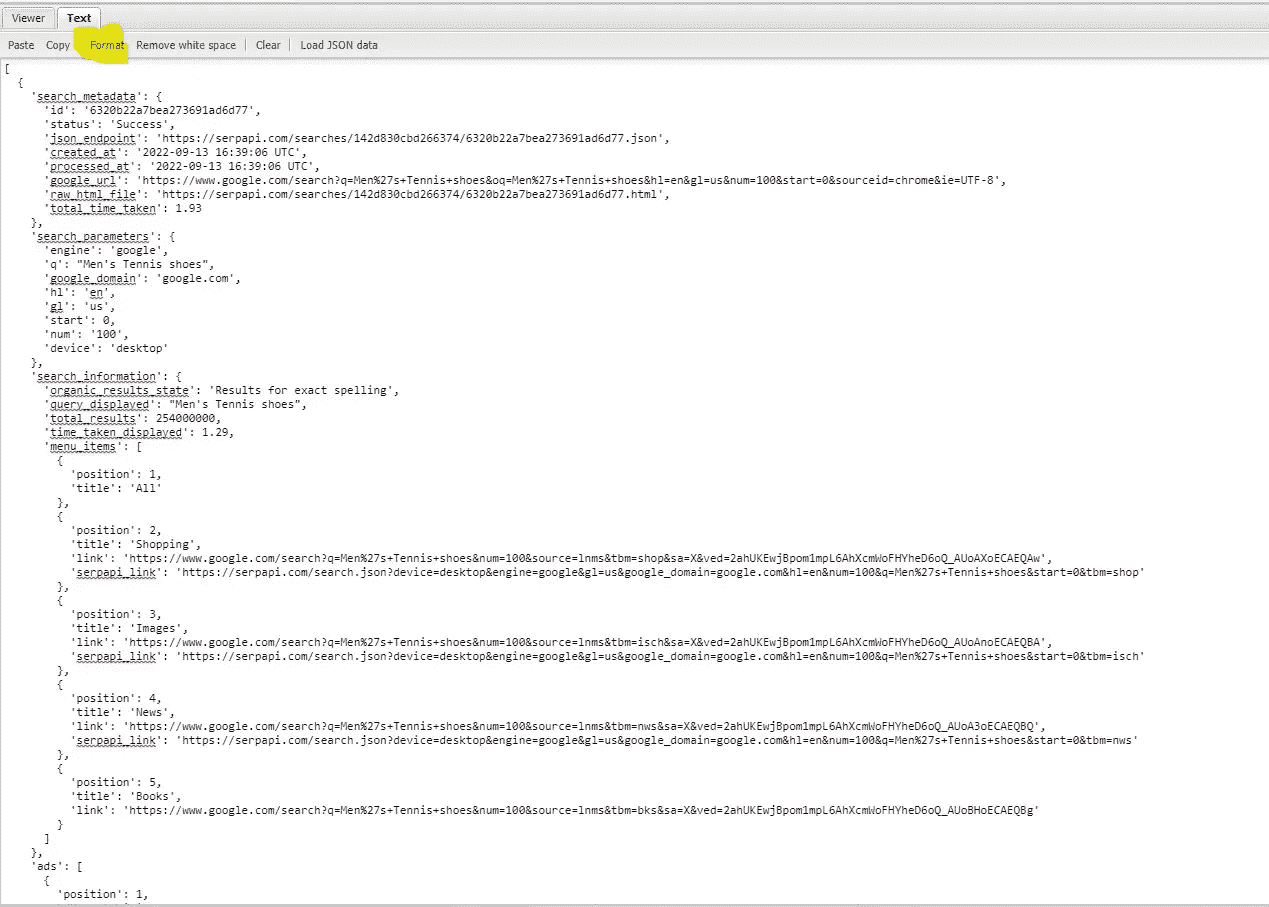 Viewer Text
Paste Copy Format Remove white space Clear Load JSON data
[
  {
    'search_metadata': {
      'id': '6320b22a7bea273691ad6d77',
      'status': 'Success',
      'json_endpoint': 'https://serpapi.com/searches/142d830cbd266374/6320b22a7bea273691ad6d77.json',
      'created_at': '2022-09-13 16:39:06 UTC',
      'processed_at': '2022-09-13 16:39:06 UTC',
      'google_url': 'https://www.google.com/search?q=Men%27s+Tennis+shoes&oq=Men%27s+Tennis+shoes&hl=en&gl=us&num=100&start=0&sourceid=chrome&ie=UTF-8',
      'raw_html_file': 'https://serpapi.com/searches/142d830cbd266374/6320b22a7bea273691ad6d77.html',
      'total_time_taken': 1.93
    },
    'search_parameters': {
      'engine': 'google',
      'q': "Men's Tennis shoes",
      'google_domain': 'google.com',
      'hl': 'en',
      'gl': 'us',
      'start': 0,
      'num': '100',
      'device': 'desktop'
    },
    'search_information': {
      'organic_results_state': 'Results for exact spelling',
      'query_displayed': "Men's Tennis shoes",
      'total_results': 254000000,
      'time_taken_displayed': 1.29,
      'menu_items': [
        {
          'position': 1,
          'title': 'All'
        },
        {
          'position': 2,
          'title': 'Shopping',
          'link': 'https://www.google.com/search?q=Men%27s+Tennis+shoes&num=100&source=lnms&tbm=shop&sa=X&ved=2ahUKEwjBpom1mpL6AhXcmWoFHYheD6oQ_AUoAXoECAEQAw',
          'serpapi_link': 'https://serpapi.com/search.json?device=desktop&engine=google&gl=us&google_domain=google.com&hl=en&num=100&q=Men%27s+Tennis+shoes&start=0&tbm=shop'
        },
        {
          'position': 3,
          'title': 'Images',
          'link': 'https://www.google.com/search?q=Men%27s+Tennis+shoes&num=100&source=lnms&tbm=isch&sa=X&ved=2ahUKEwjBpom1mpL6AhXcmWoFHYheD6oQ_AUoAnoECAEQBA',
          'serpapi_link': 'https://serpapi.com/search.json?device=desktop&engine=google&gl=us&google_domain=google.com&hl=en&num=100&q=Men%27s+Tennis+shoes&start=0&tbm=isch'
        },
        {
          'position': 4,
          'title': 'News',
          'link': 'https://www.google.com/search?q=Men%27s+Tennis+shoes&num=100&source=lnms&tbm=nws&sa=X&ved=2ahUKEwjBpom1mpL6AhXcmWoFHYheD6oQ_AUoA3oECAEQBQ',
          'serpapi_link': 'https://serpapi.com/search.json?device=desktop&engine=google&gl=us&google_domain=google.com&hl=en&num=100&q=Men%27s+Tennis+shoes&start=0&tbm=nws'
        },
        {
          'position': 5,
          'title': 'Books',
          'link': 'https://www.google.com/search?q=Men%27s+Tennis+shoes&num=100&source=lnms&tbm=bks&sa=X&ved=2ahUKEwjBpom1mpL6AhXcmWoFHYheD6oQ_AUoBHoECAEQBg'
        }
      ]
    },
    'ads': [
      {
        'position': 1,